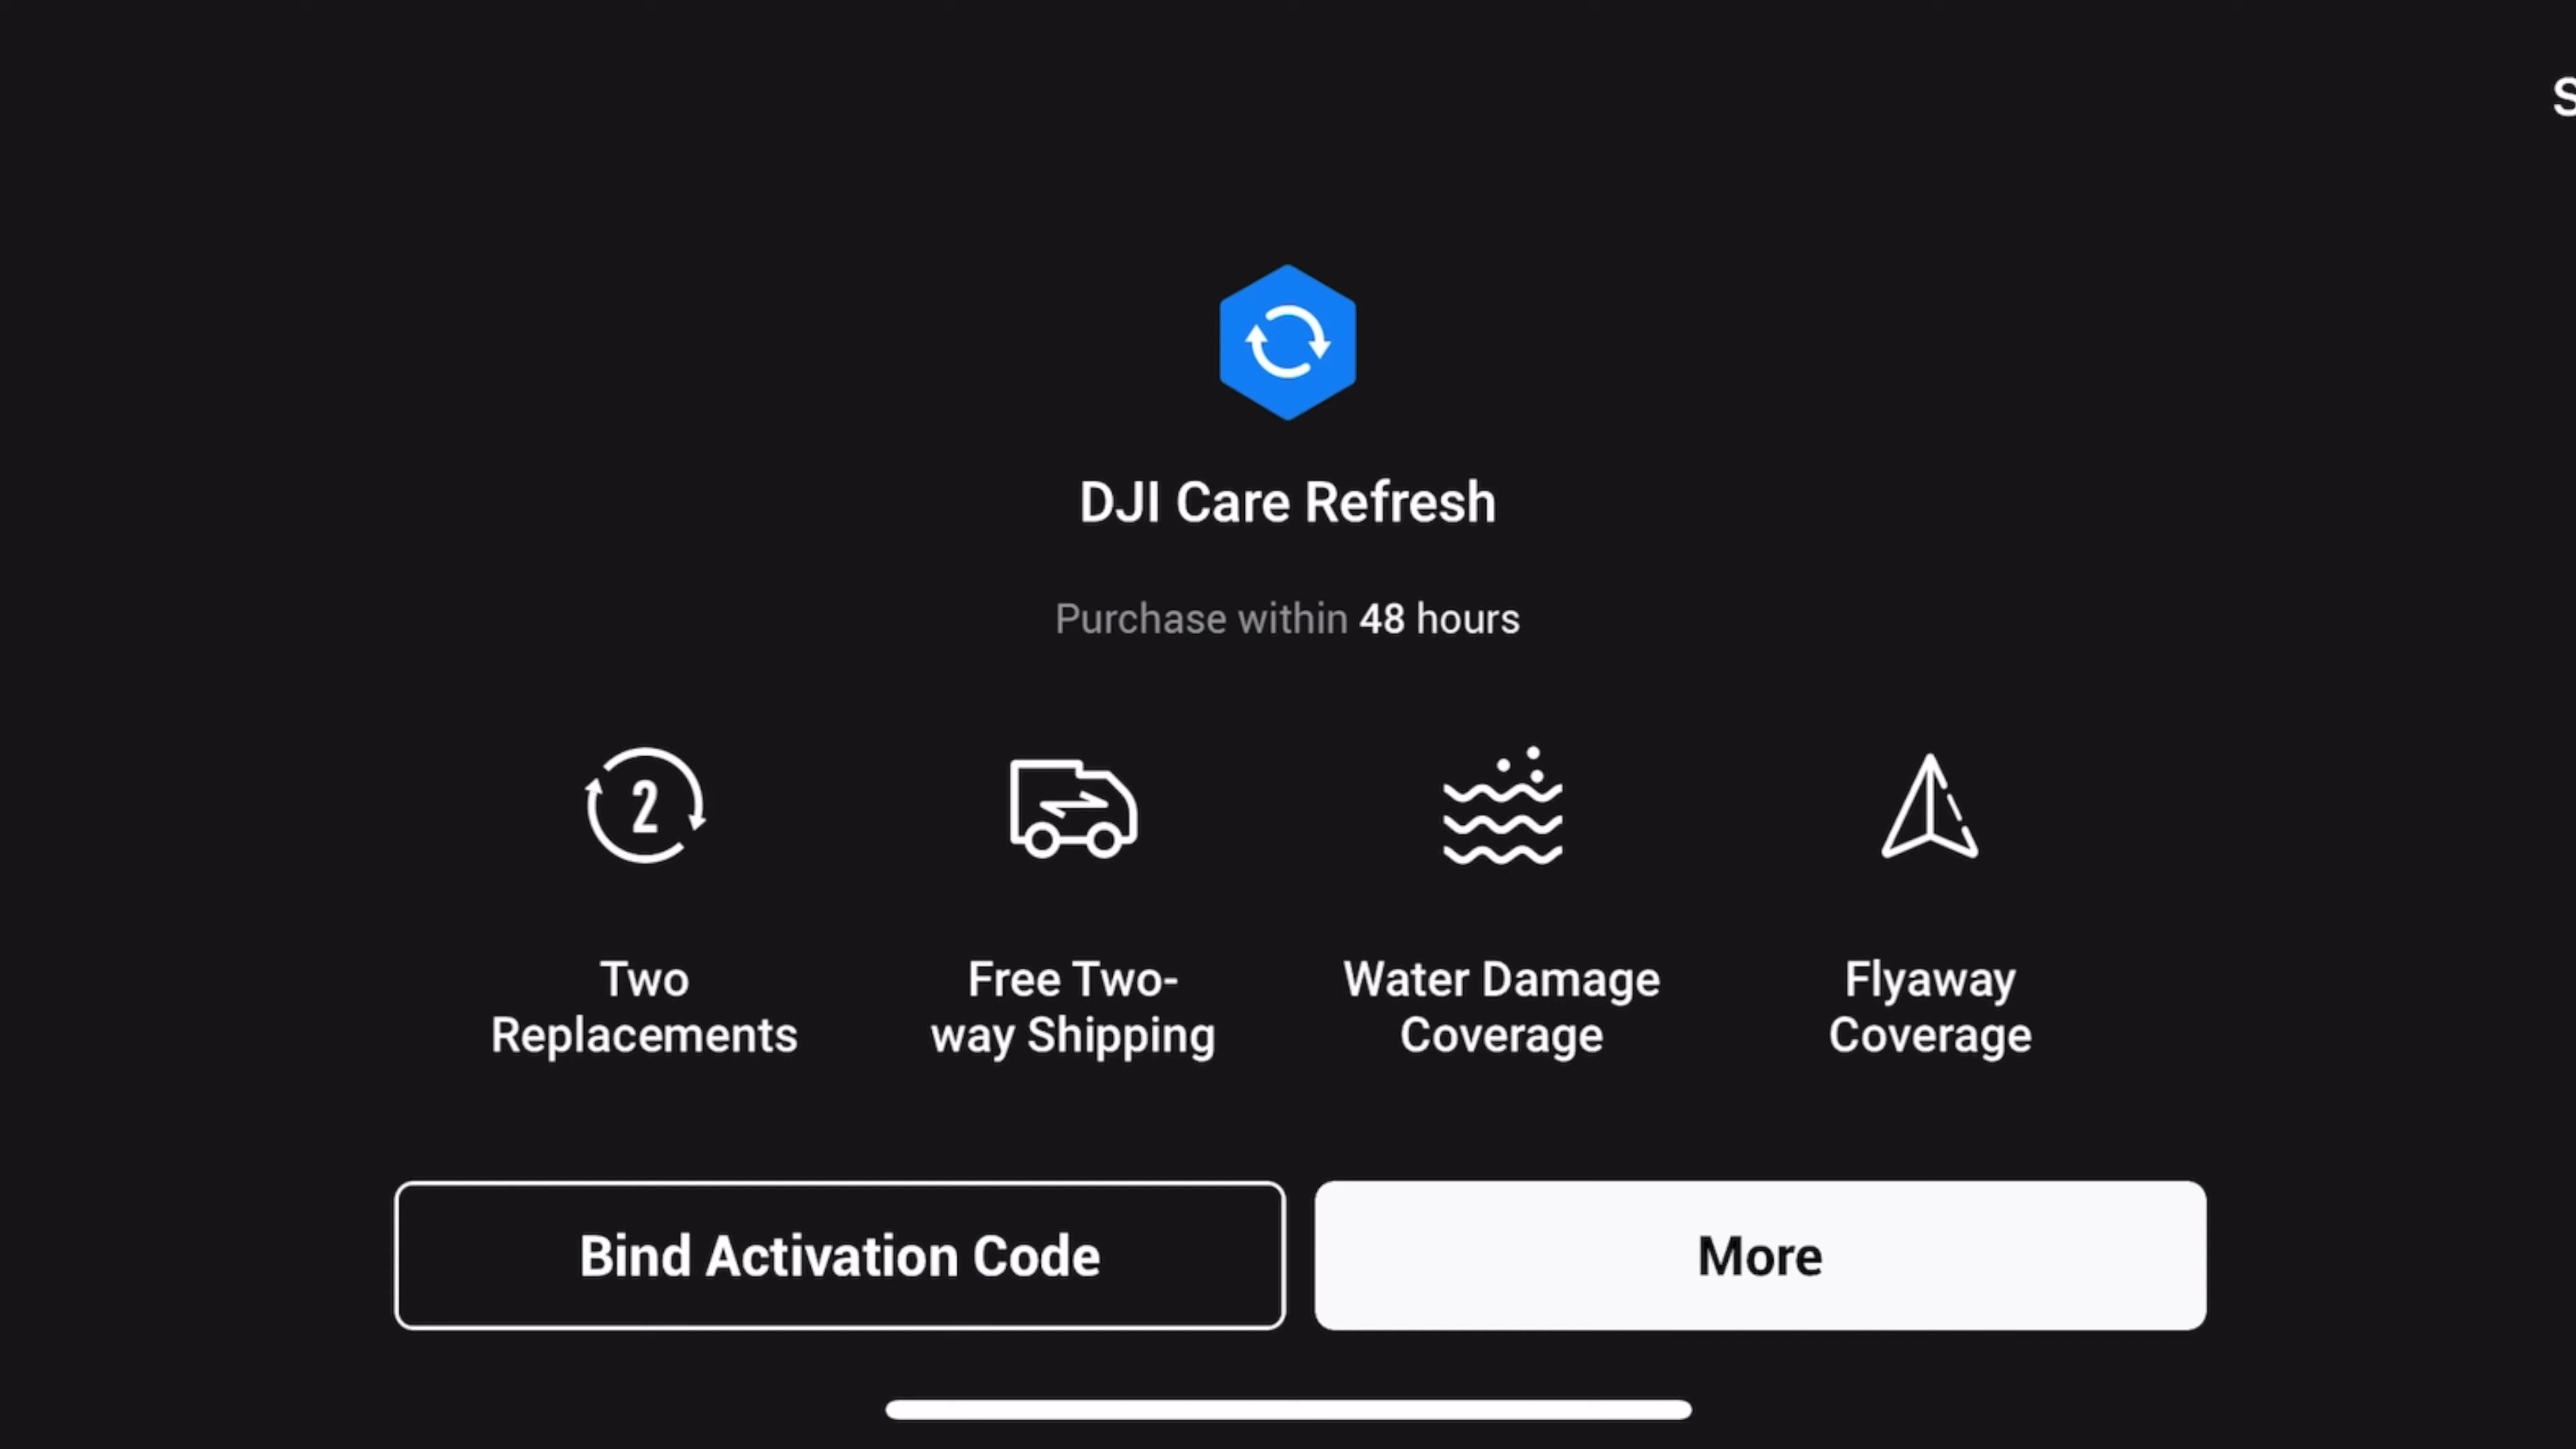 DJI Care Refresh
Purchase within 48 hours
2
Two
Replacements
Free Two-
way Shipping
Water Damage
Coverage
Flyaway
Coverage
Bind Activation Code
More